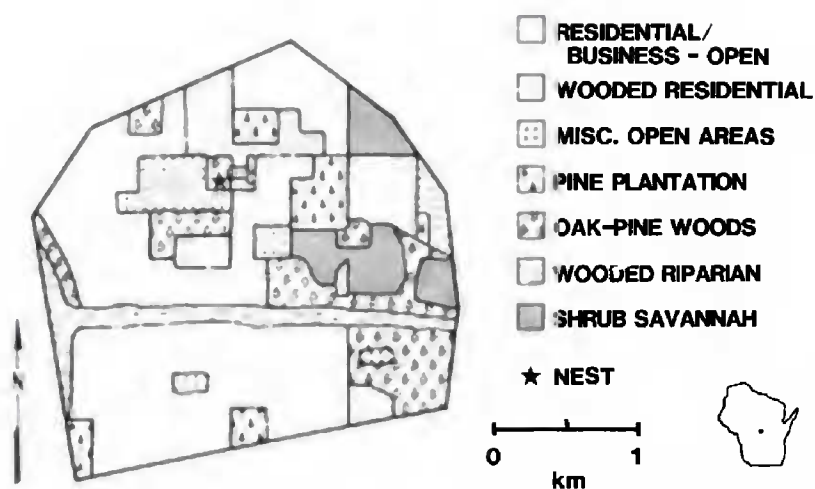 RESIDENTIAL/
BUSINESS - OPEN
WOODED RESIDENTIAL
MISC. OPEN AREAS
PINE PLANTATION
OAK-PINE WOODS
WOODED RIPARIAN
SHRUB SAVANNAH
★ NEST
N
0 1
km